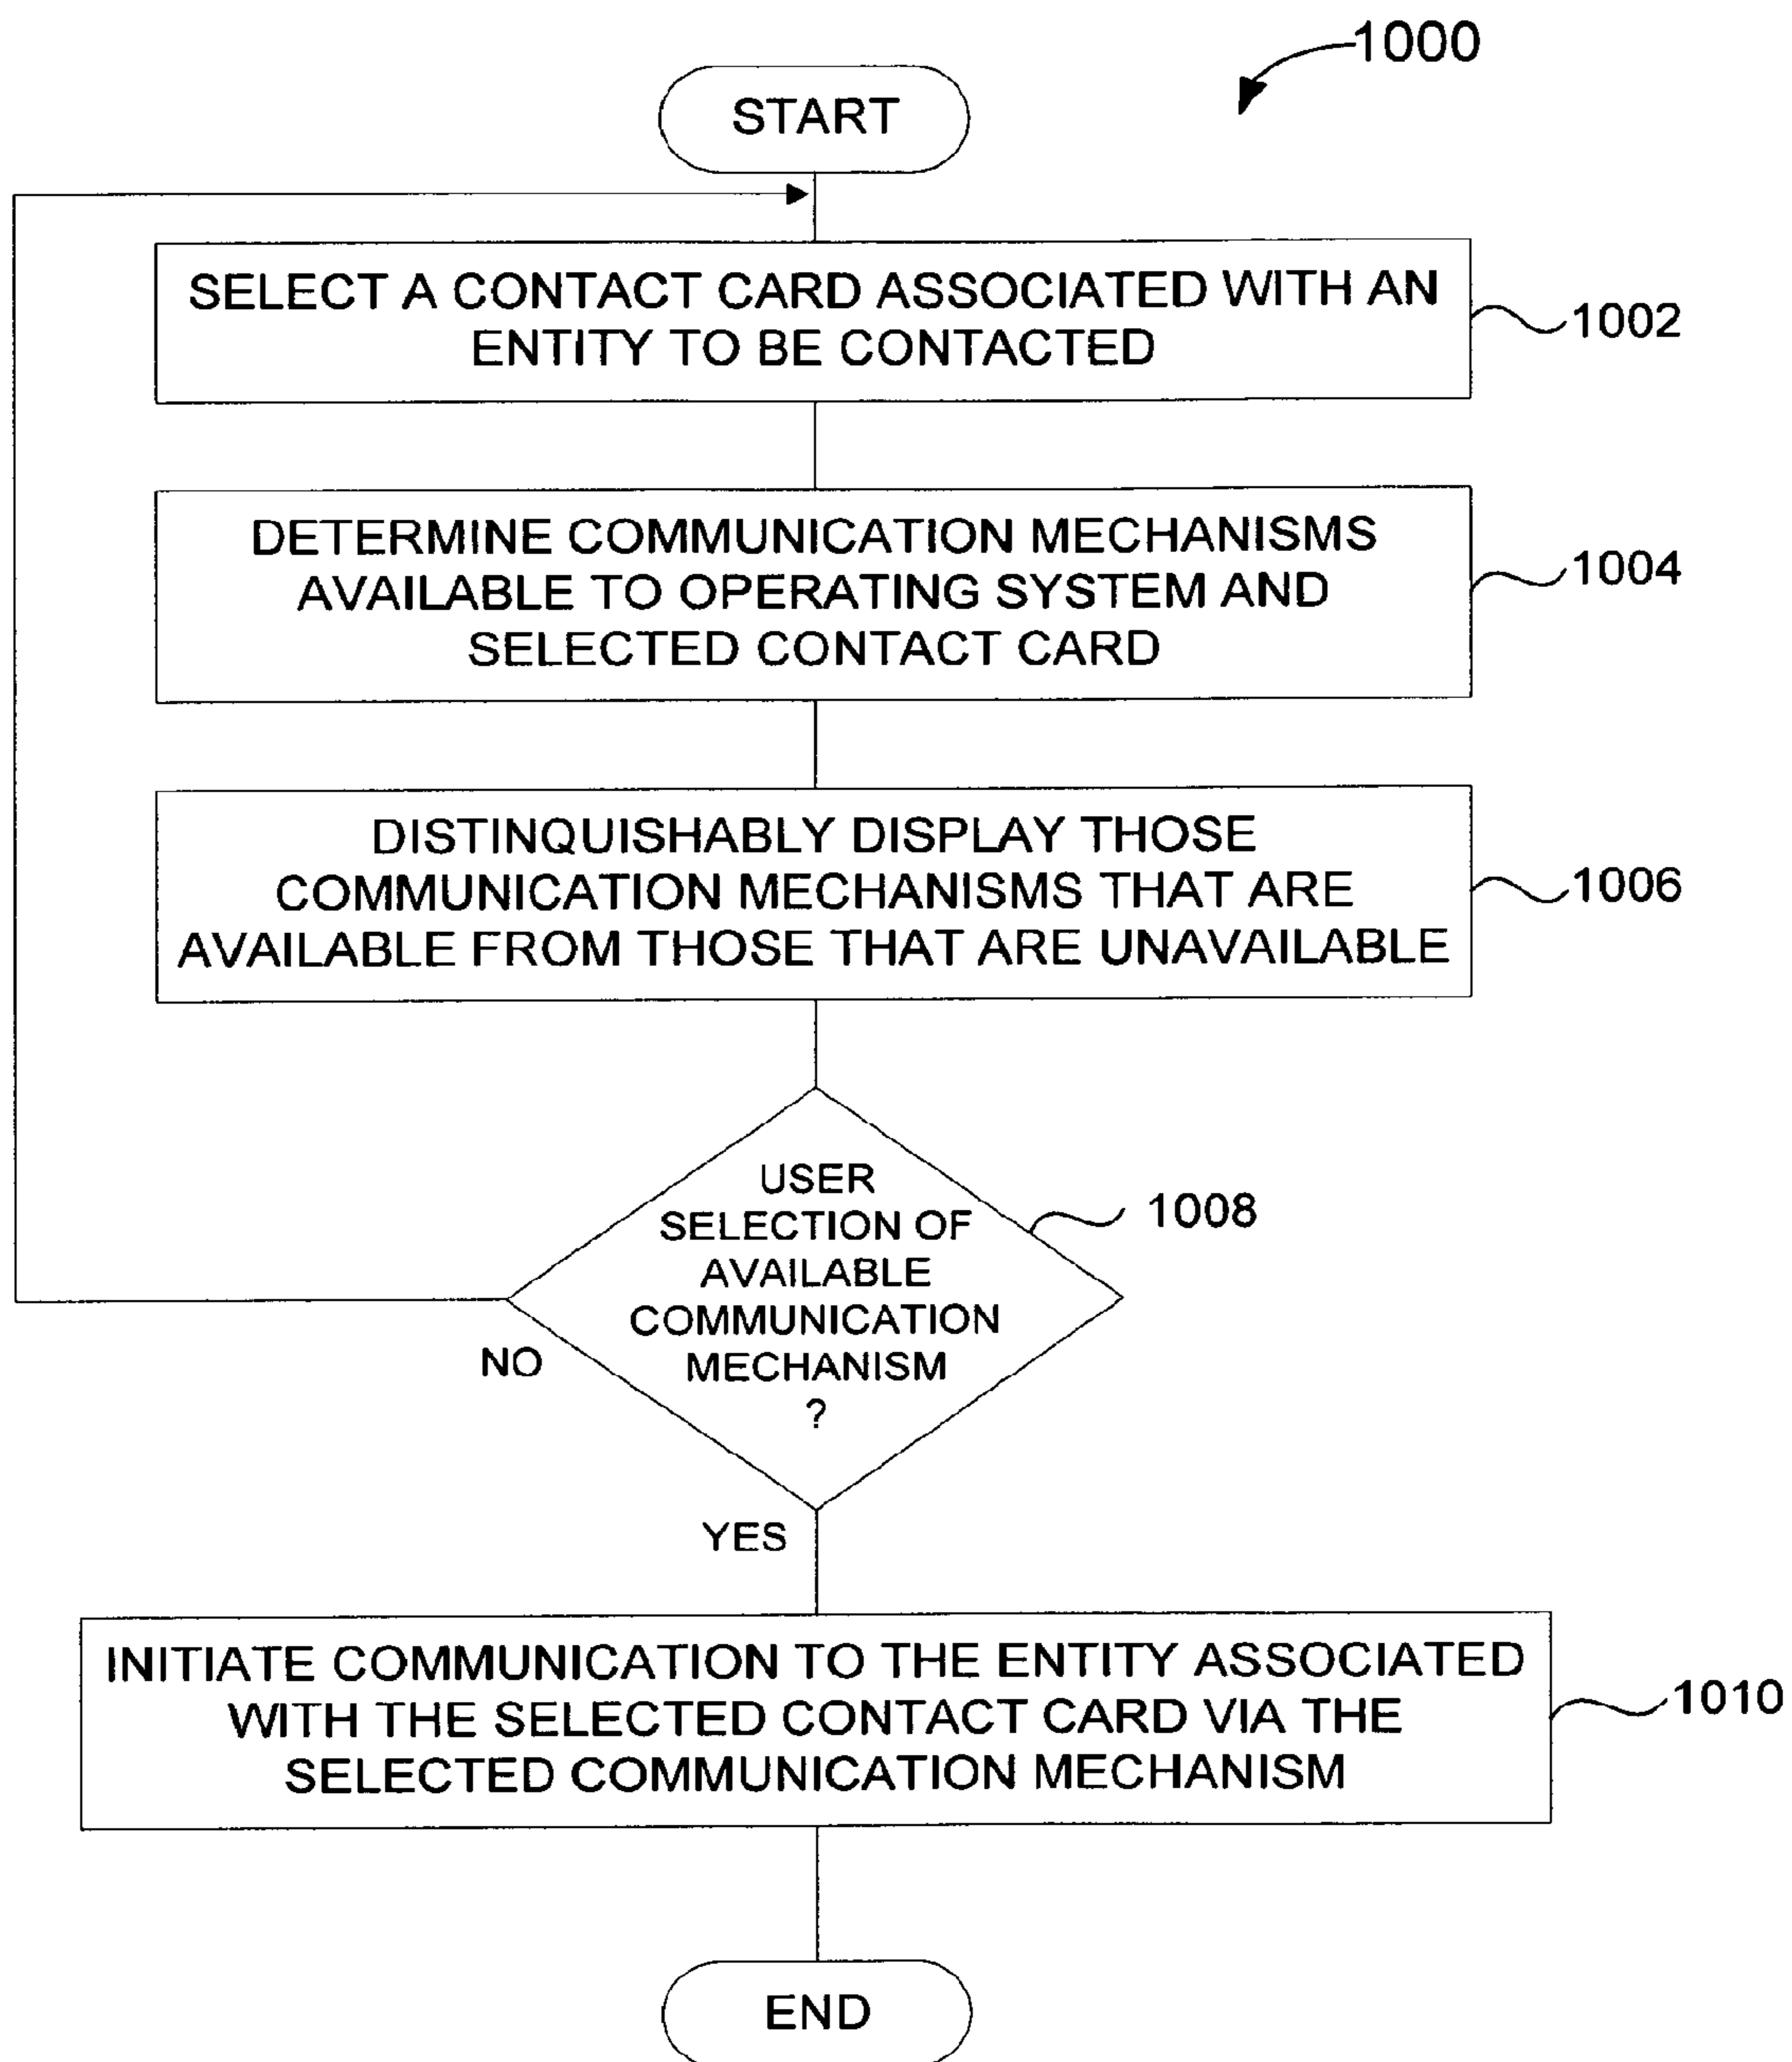 1000
START
SELECT A CONTACT CARD ASSOCIATED WITH AN
ENTITY TO BE CONTACTED
1002
DETERMINE COMMUNICATION MECHANISMS
AVAILABLE TO OPERATING SYSTEM AND
SELECTED CONTACT CARD
1004
DISTINQUISHABLY DISPLAY THOSE
COMMUNICATION MECHANISMS THAT ARE
AVAILABLE FROM THOSE THAT ARE UNAVAILABLE
1006
USER
SELECTION OF
AVAILABLE
COMMUNICATION
MECHANISM
?
1008
NO
YES
INITIATE COMMUNICATION TO THE ENTITY ASSOCIATED
WITH THE SELECTED CONTACT CARD VIA THE
SELECTED COMMUNICATION MECHANISM
1010
END